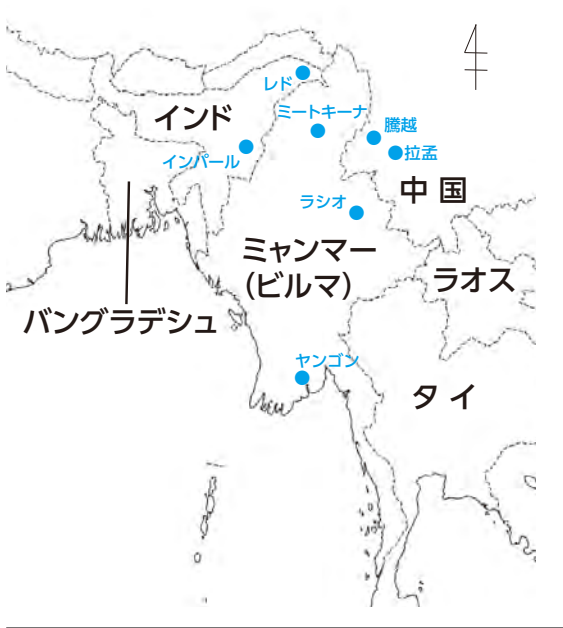 レド
インド
ミートキーナ
騰越
インパール
拉孟
中 国
ラシオ
ミャンマー
(ビルマ)
ラオス
バングラデシュ
ヤンゴン
タ イ